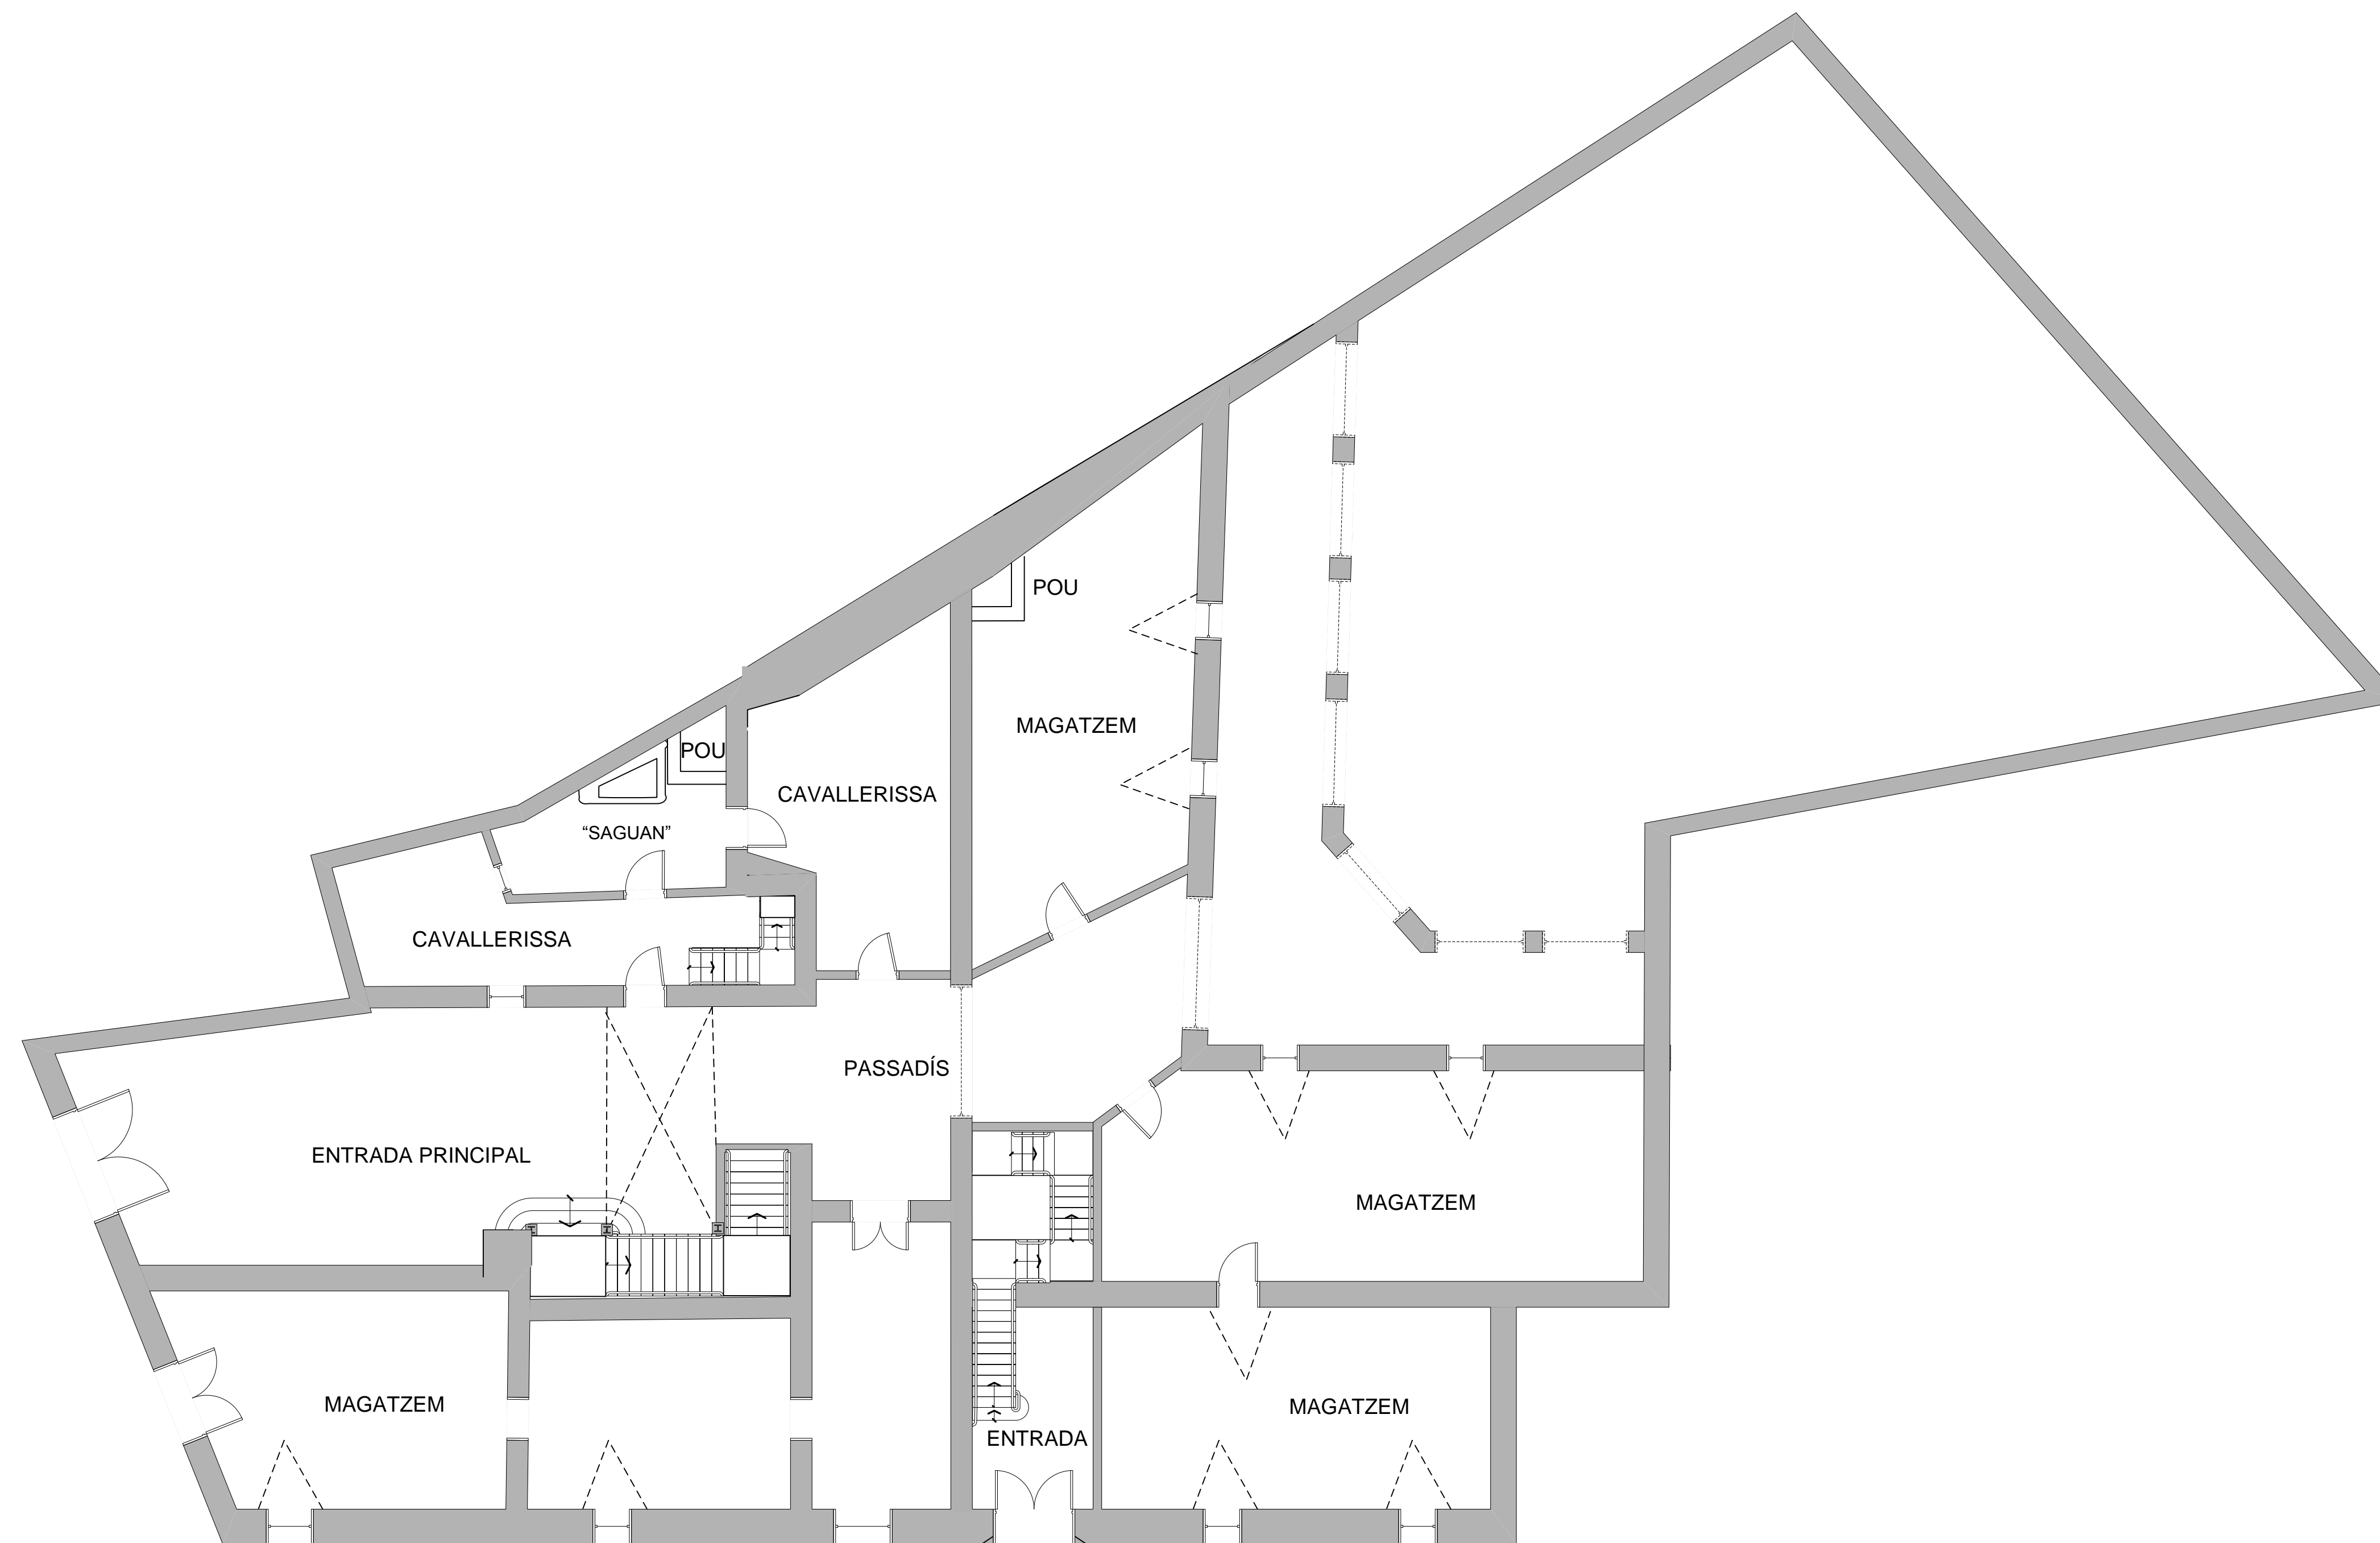 POU
MAGATZEM
POU
CAVALLERISSA
“SAGUAN”
CAVALLERISSA
PASSADÍS
ENTRADA PRINCIPAL
MAGATZEM
MAGATZEM
MAGATZEM
ENTRADA